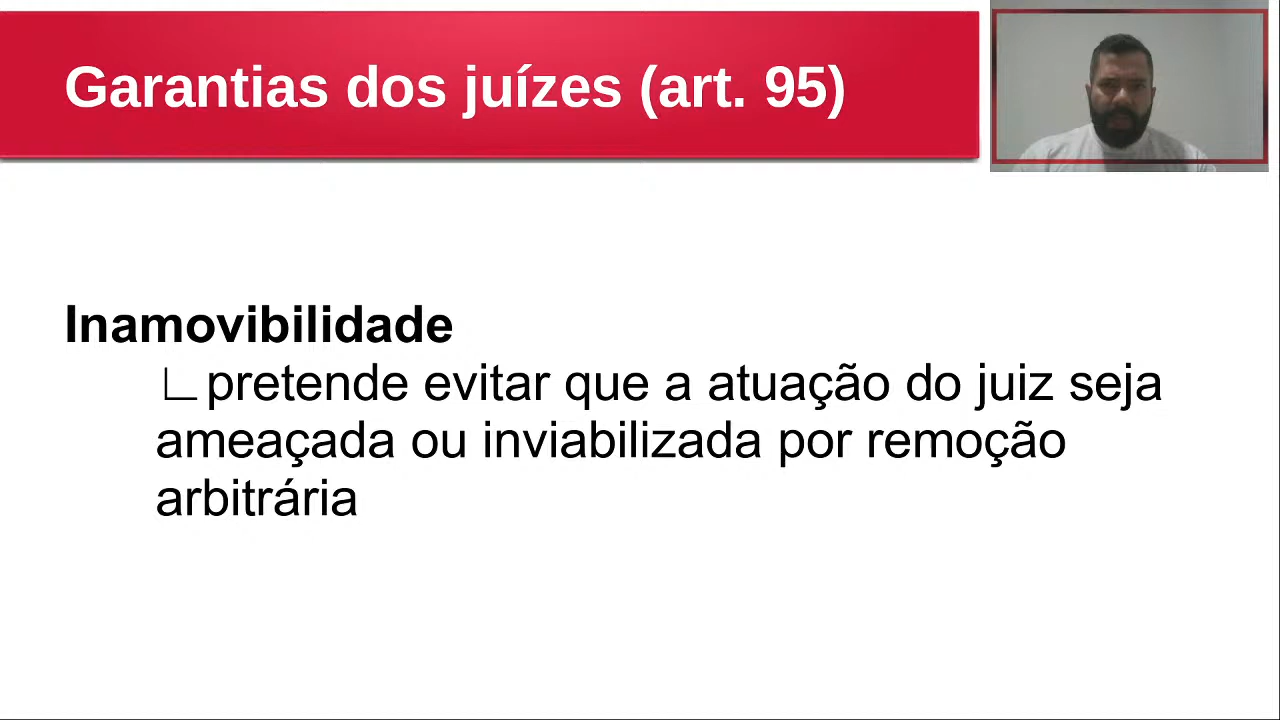 Garantias dos juízes (art. 95)
Inamovibilidade
∟pretende evitar que a atuação do juiz seja
ameaçada ou inviabilizada por remoção
arbitrária